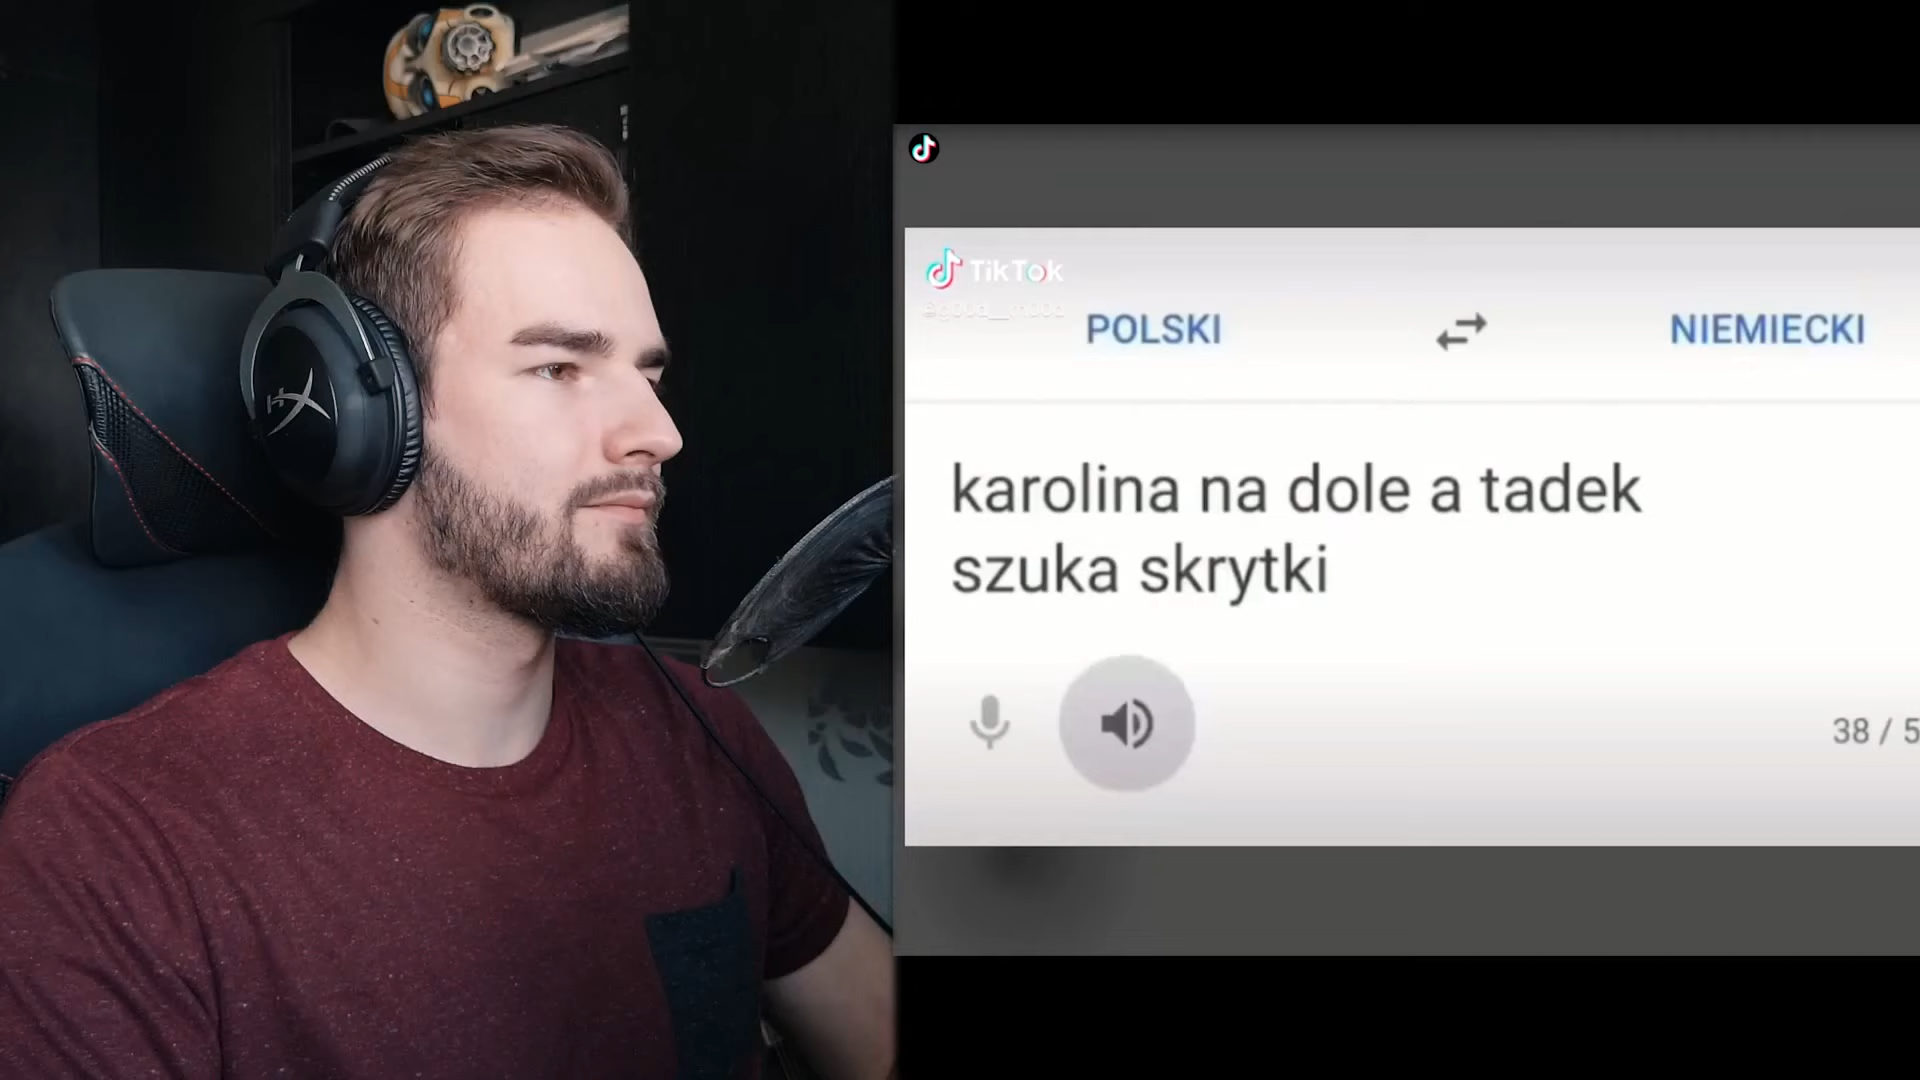 TikTok
POLSKI NIEMIECKI
karolina na dole a tadek
szuka skrytki
38 / 5